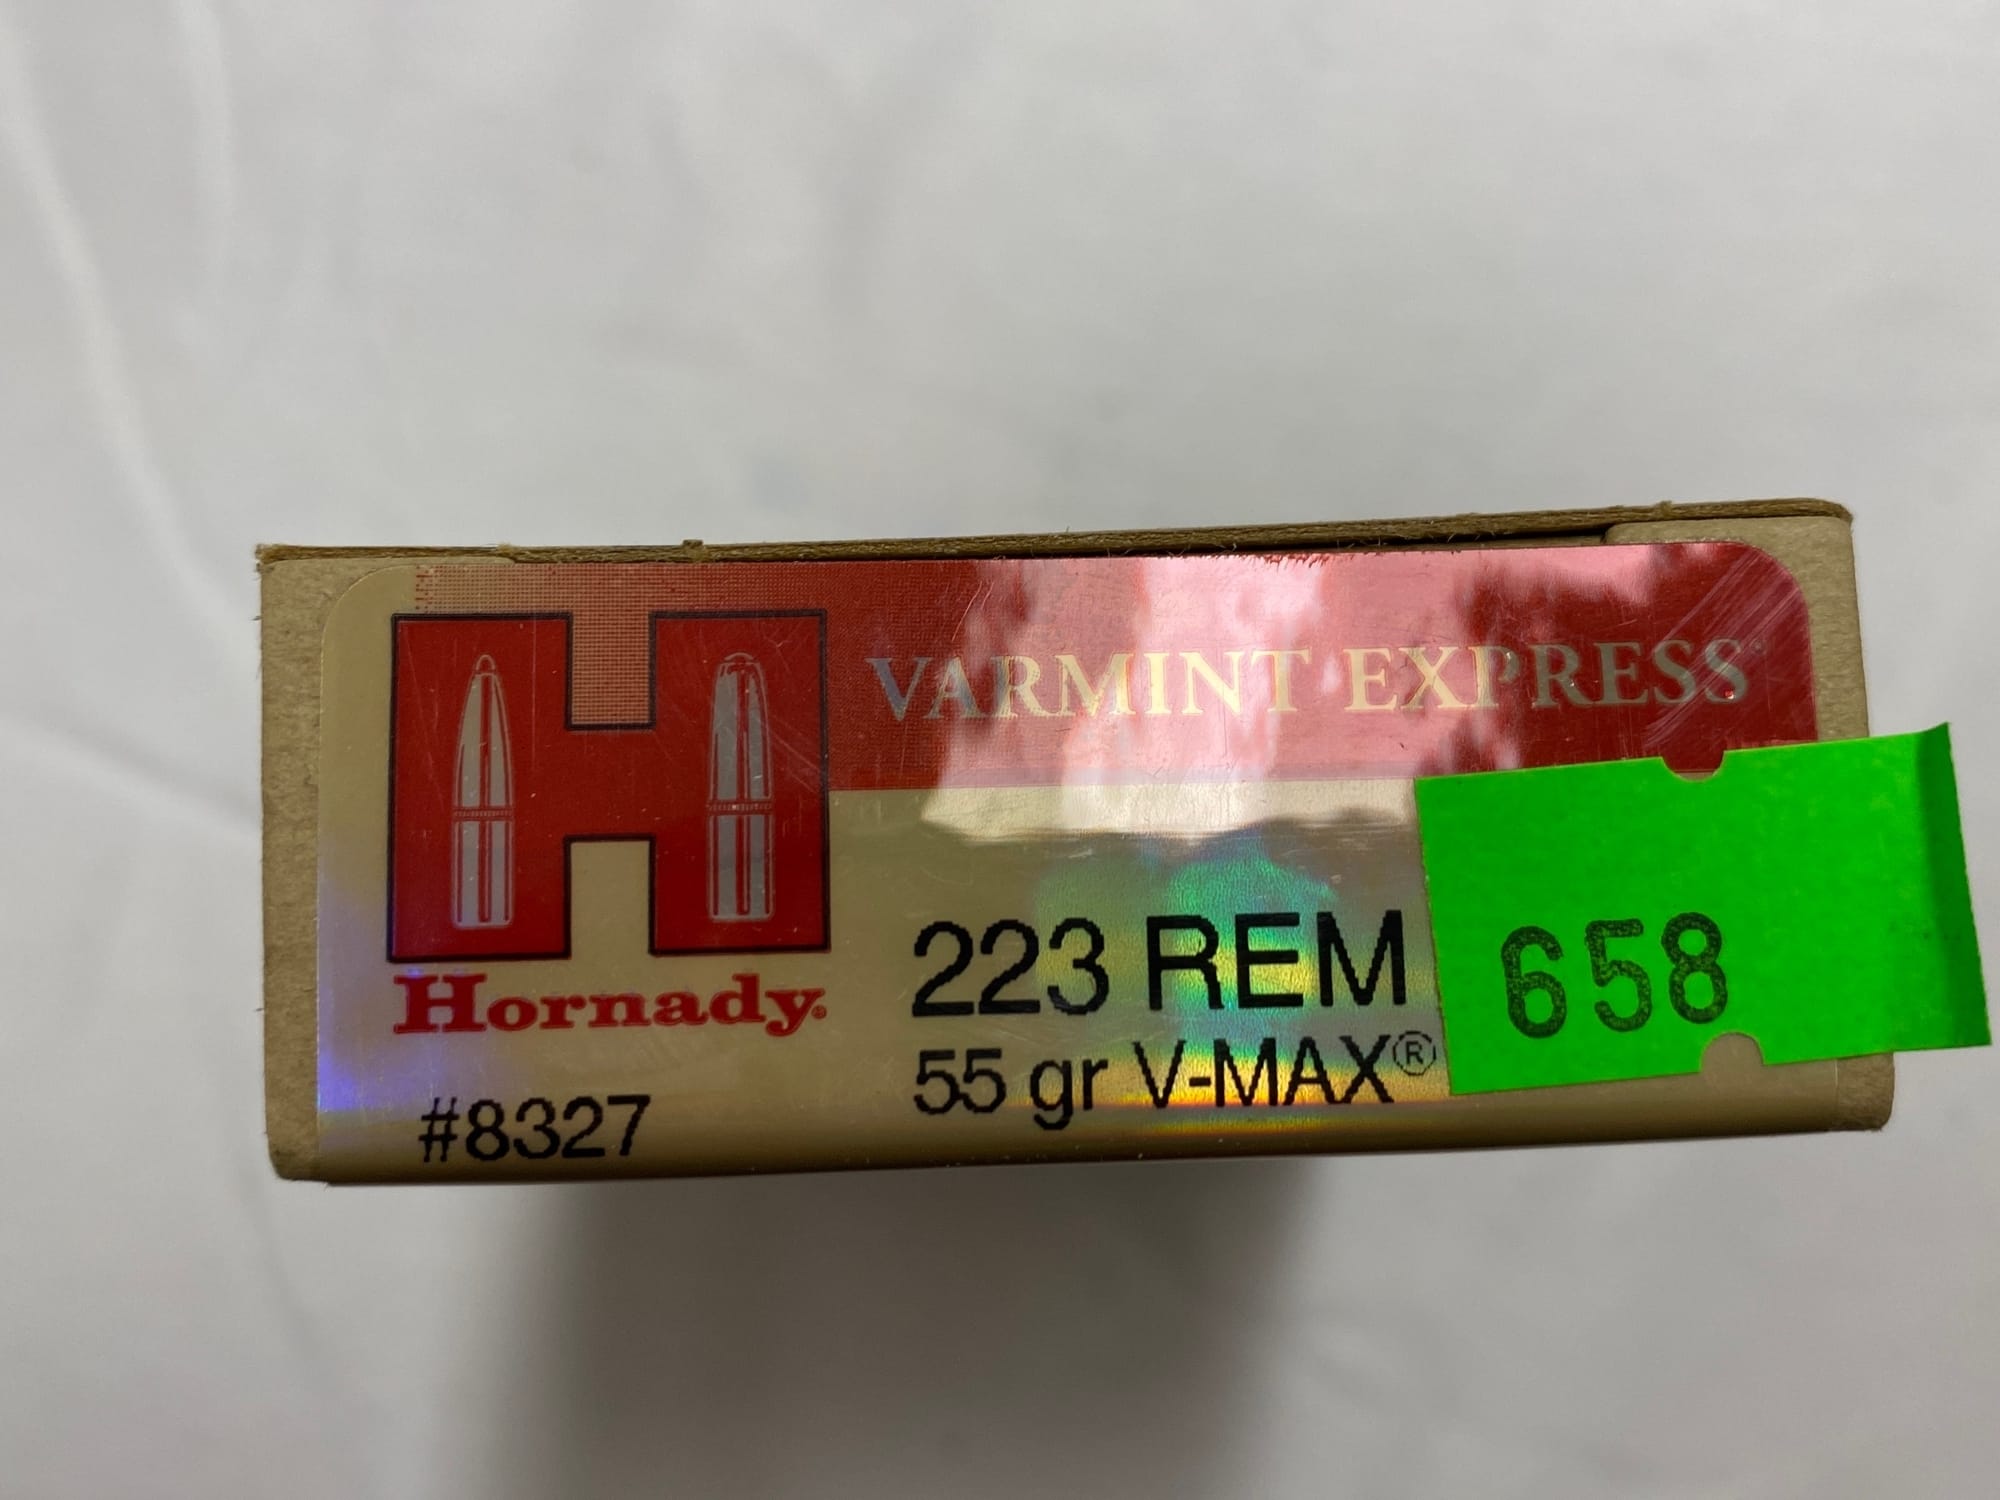 VARMINT EXPRESS®
H
Hornady®
223 REM
658
55 gr V-MAX®
#8327